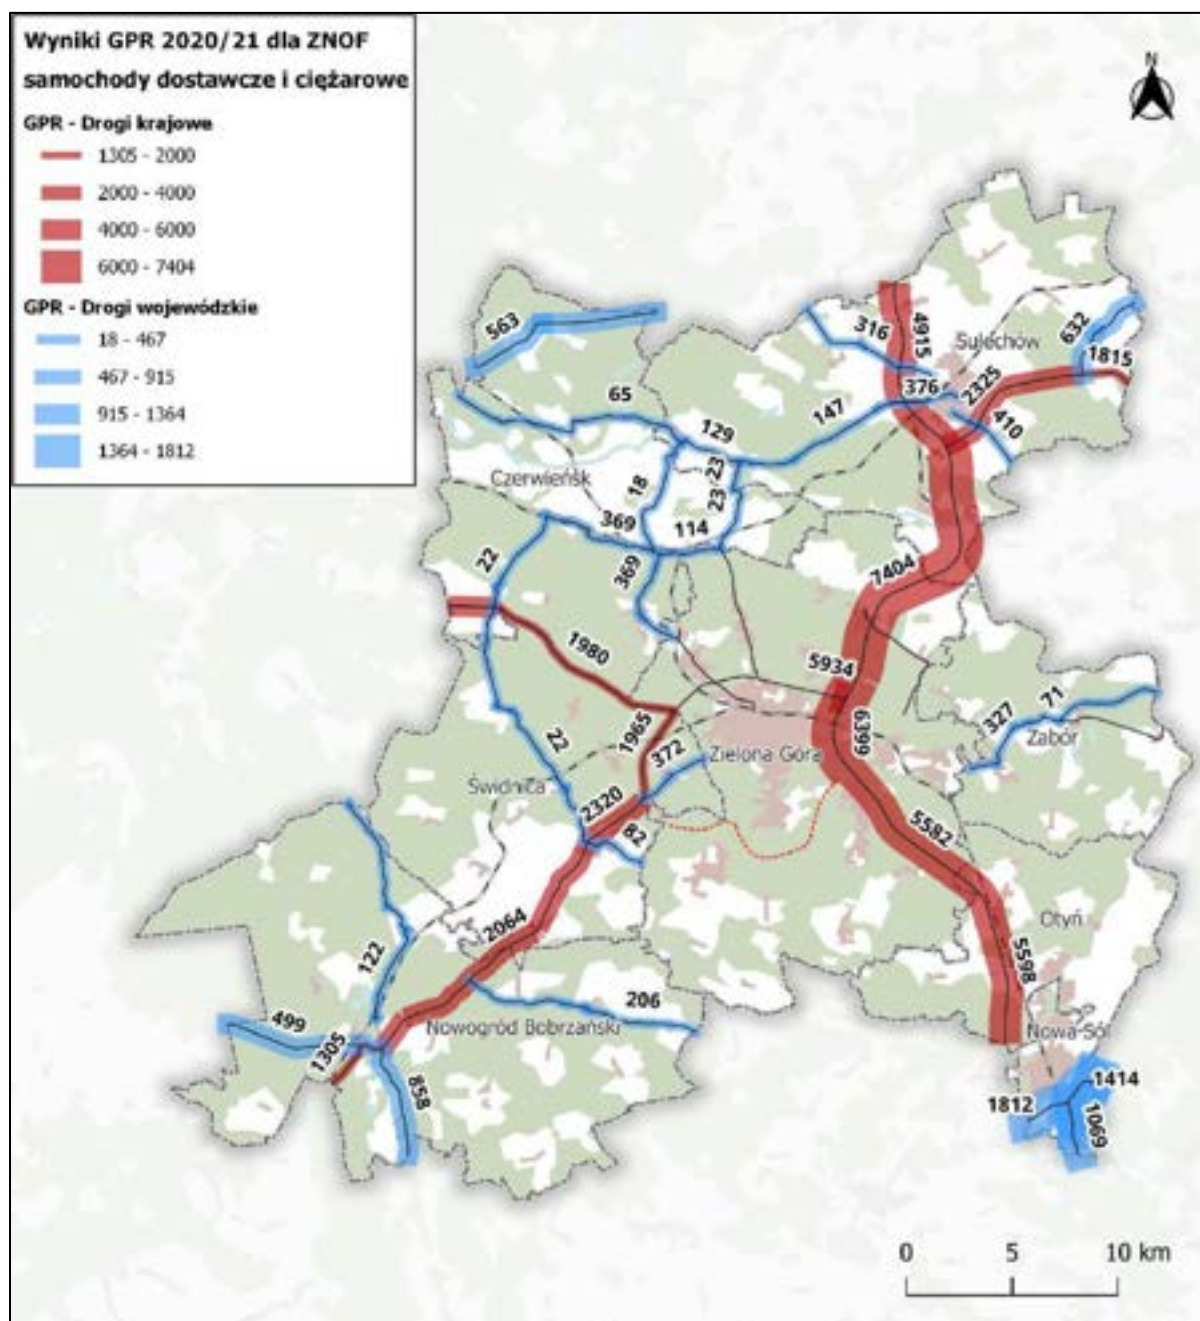 Wyniki GPR 2020/21 dla ZNOF
samochody dostawcze i ciężarowe
GPR - Drogi krajowe
1305 - 2000
2000 - 4000
4000 - 6000
6000 - 7404
GPR - Drogi wojewódzkie
18 - 467
467 - 915
915 - 1364
1364 - 1812
N
563
316
4915
Sulechów
632
1815
65
376
2325
147
410
129
23
Czerwieńsk
18
23
369
114
22
369
7404
1980
5934
327
71
6399
Zabór
1965
372
Zielona Góra
22
Świdnica
2320
82
5582
2064
Otyń
122
5598
206
499
Nowogród Bobrzański
Nowa Sól
1305
858
1414
1812
1069
0 5 10 km